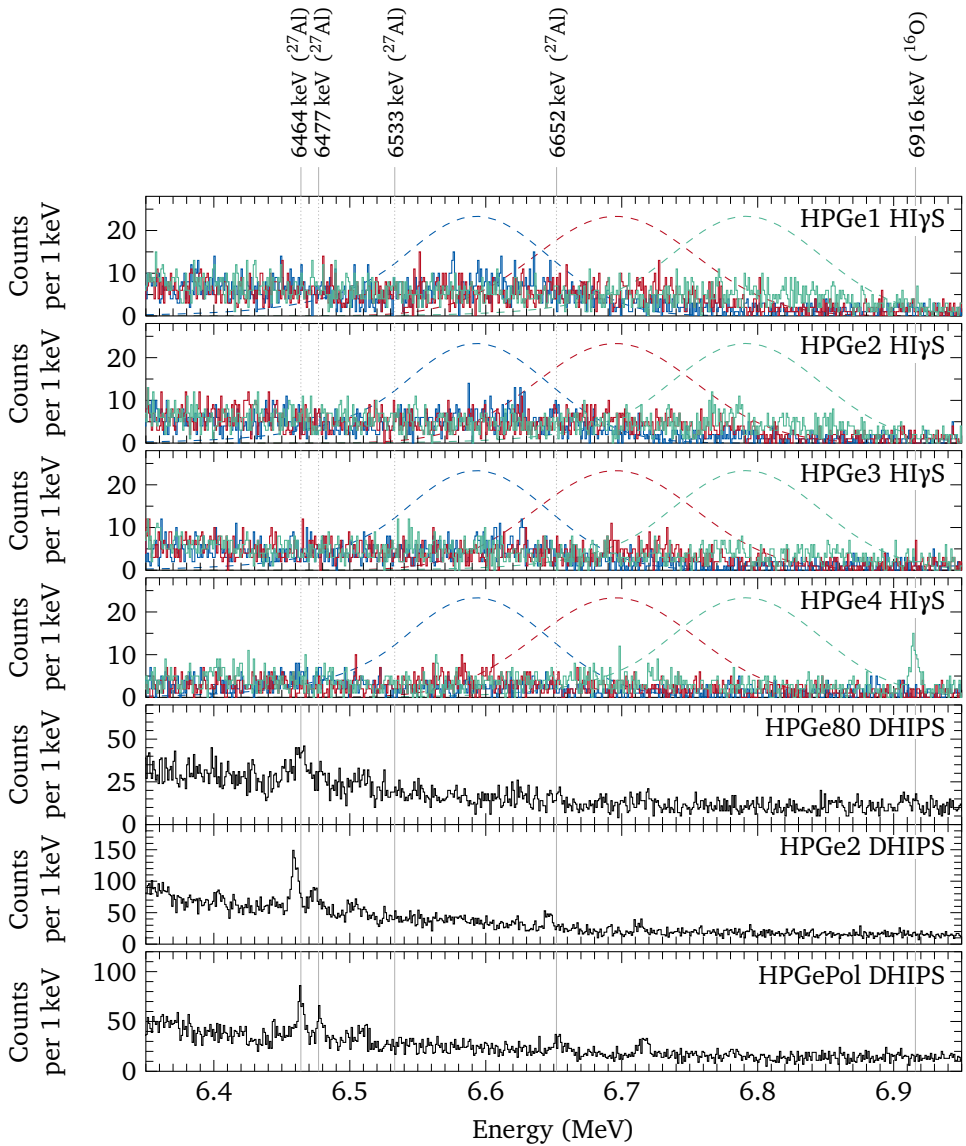 6464 keV (²⁷Al)
6477 keV (²⁷Al)
6533 keV (²⁷Al)
6652 keV (²⁷Al)
6916 keV (¹⁶O)
Counts
per 1 keV
20
10
0
HPGe1 HIγS
Counts
per 1 keV
20
10
0
HPGe2 HIγS
Counts
per 1 keV
20
10
0
HPGe3 HIγS
Counts
per 1 keV
20
10
0
HPGe4 HIγS
Counts
per 1 keV
50
25
0
HPGe80 DHIPS
Counts
per 1 keV
150
100
50
0
HPGe2 DHIPS
Counts
per 1 keV
100
50
0
HPGePol DHIPS
6.4 6.5 6.6 6.7 6.8 6.9
Energy (MeV)